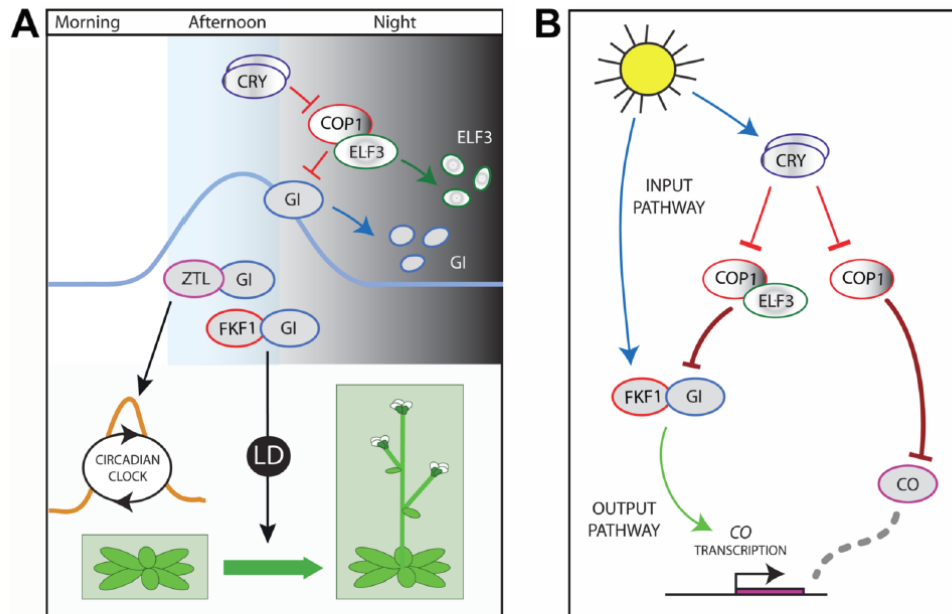 A
Morning
Afternoon
Night
CRY
COP1
ELF3
ELF3
GI
GI
ZTL
GI
FKF1
GI
CIRCADIAN
CLOCK
LD
B
CRY
INPUT
PATHWAY
COP1
ELF3
COP1
FKF1
GI
CO
OUTPUT
PATHWAY
CO
TRANSCRIPTION